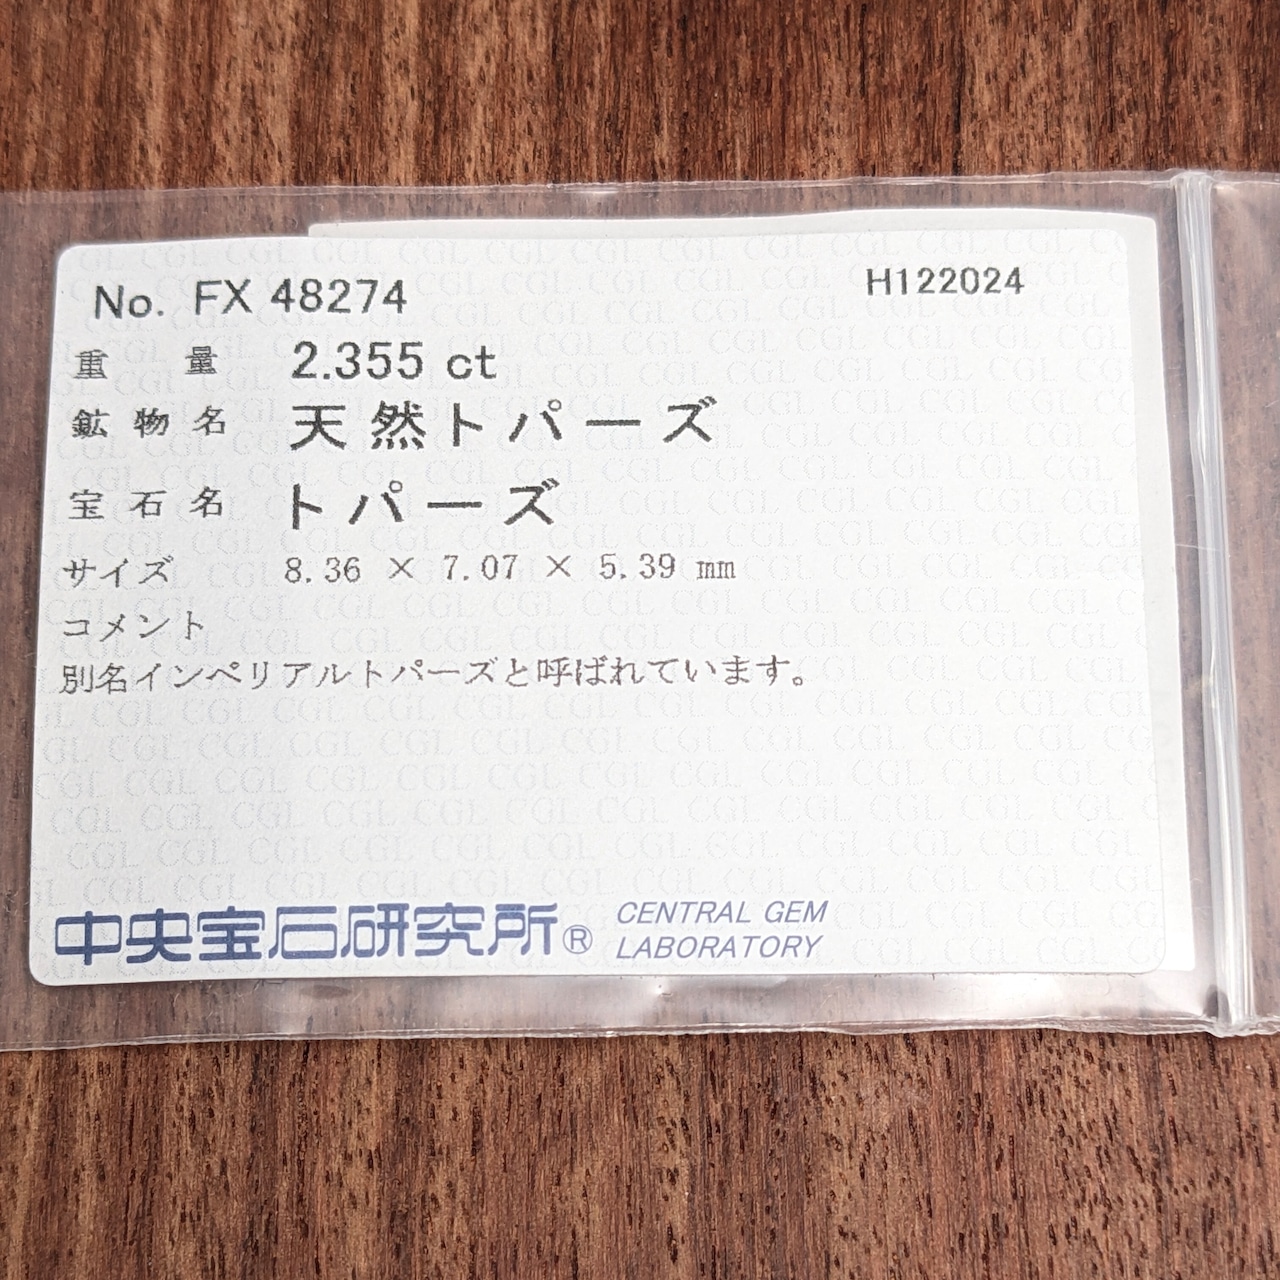 No. FX 48274 H122024
重量 2.355 ct
鉱物名 天然トパーズ
宝石名 トパーズ
サイズ 8.36 × 7.07 × 5.39 mm
コメント
別名インペリアルトパーズと呼ばれています。
中央宝石研究所® CENTRAL GEM
LABORATORY